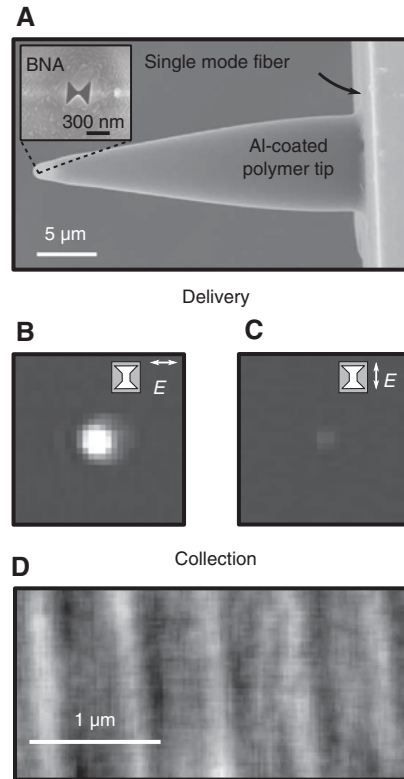 A
BNA
Single mode fiber
300 nm
Al-coated
polymer tip
5 µm
Delivery
B
C
E
E
Collection
D
1 µm